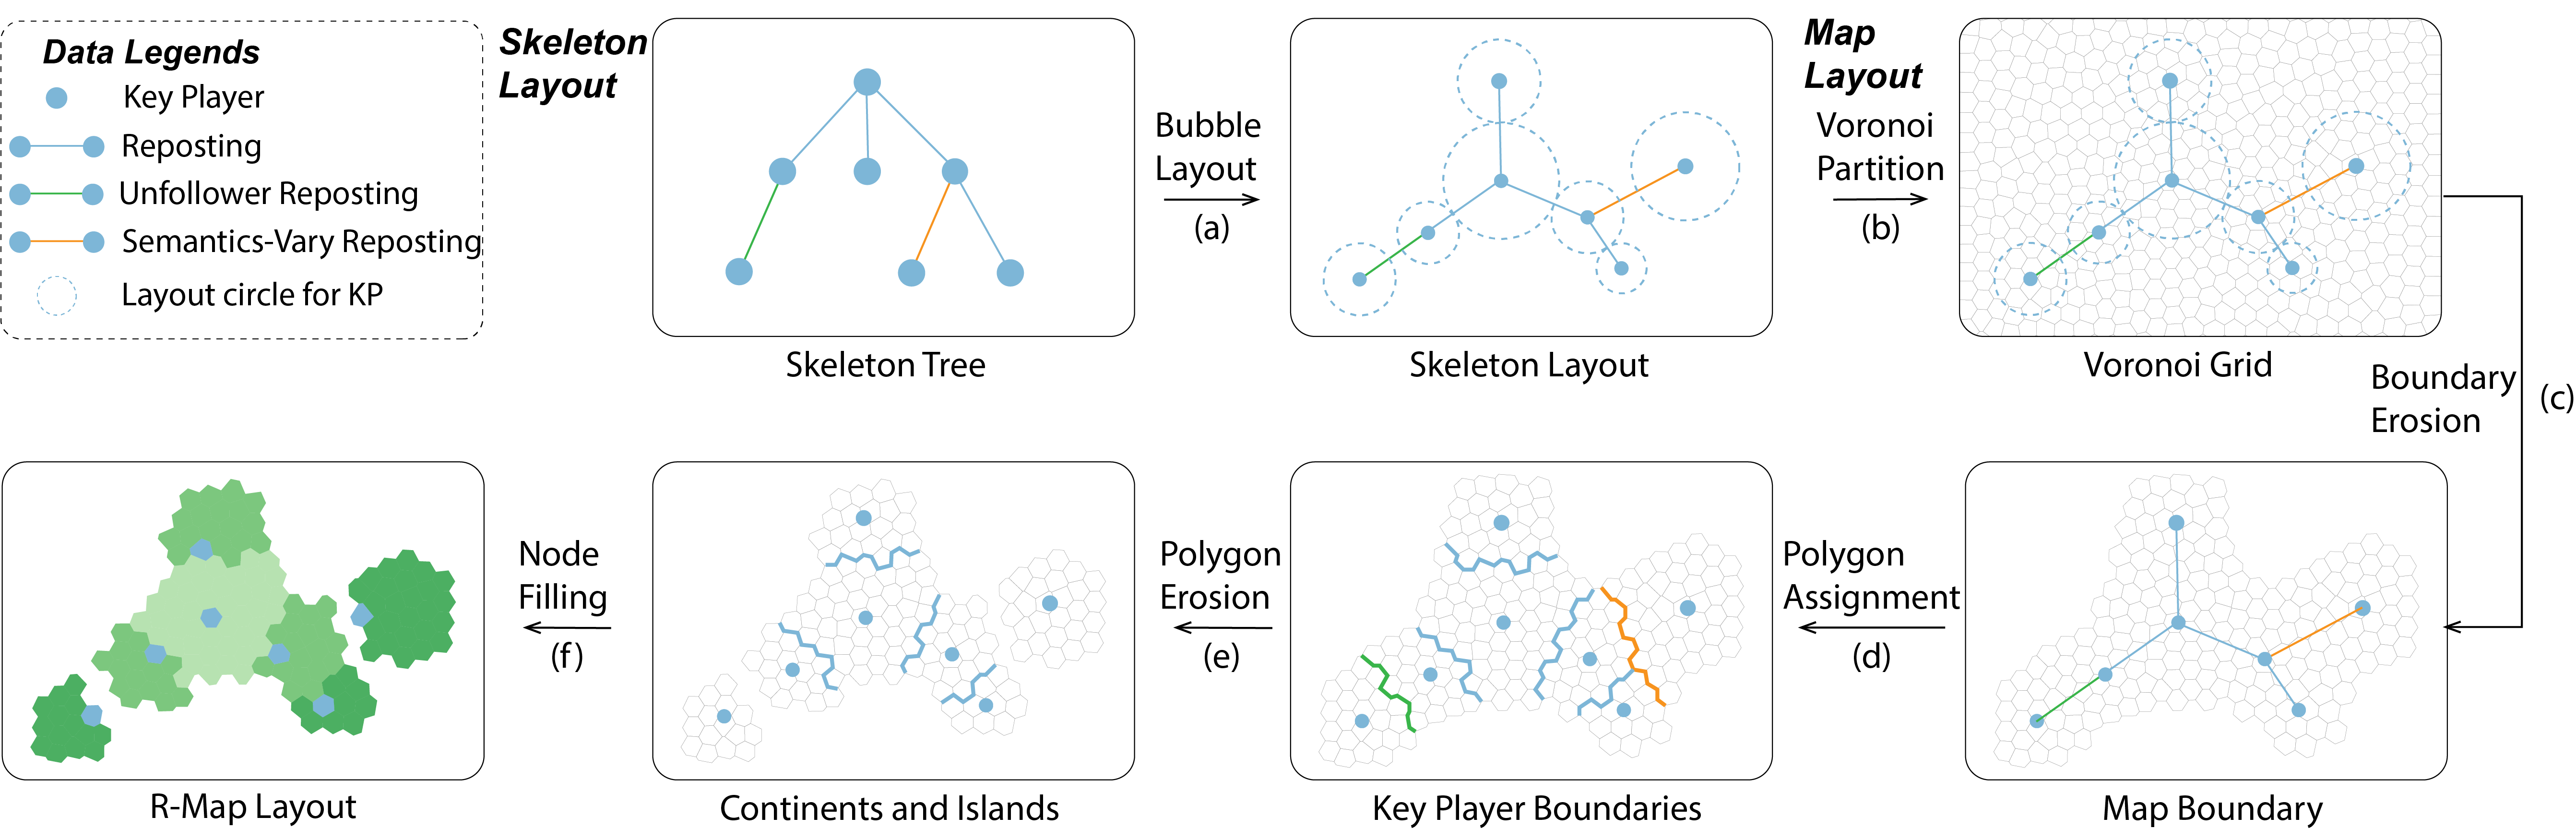 Data Legends
Key Player
Reposting
Unfollower Reposting
Semantics-Vary Reposting
Layout circle for KP
Skeleton
Layout
Skeleton Tree
Bubble
Layout
(a)
Skeleton Layout
Map
Layout
Voronoi
Partition
(b)
Voronoi Grid
Boundary
Erosion
(c)
Map Boundary
Polygon
Assignment
(d)
Key Player Boundaries
Polygon
Erosion
(e)
Continents and Islands
Node
Filling
(f)
R-Map Layout